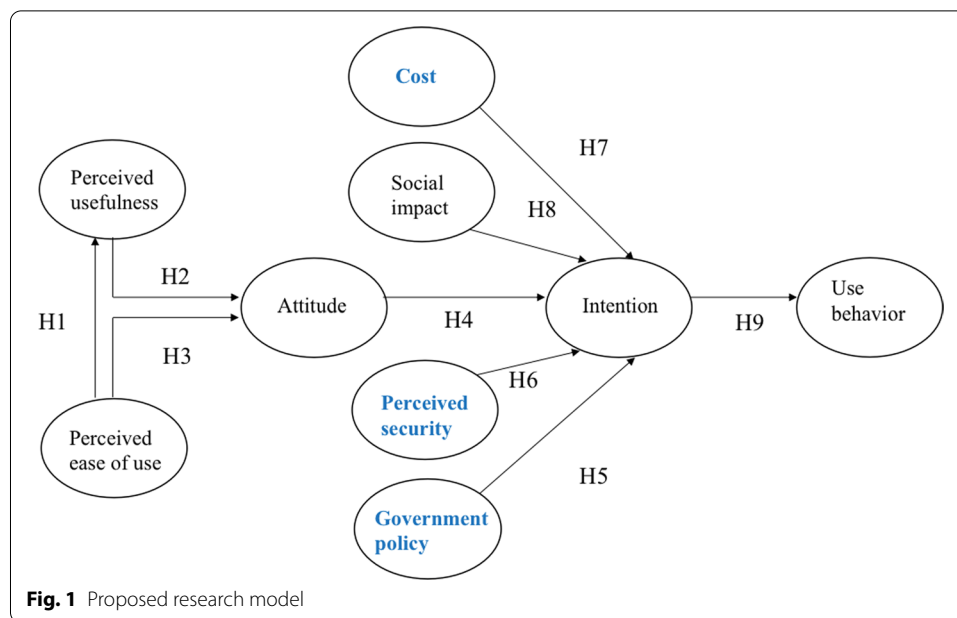 Cost
H7
Perceived
usefulness
Social
impact
H8
H2
Attitude
Intention
Use
behavior
H1
H4
H9
H3
H6
Perceived
security
Perceived
ease of use
H5
Government
policy
Fig. 1 Proposed research model